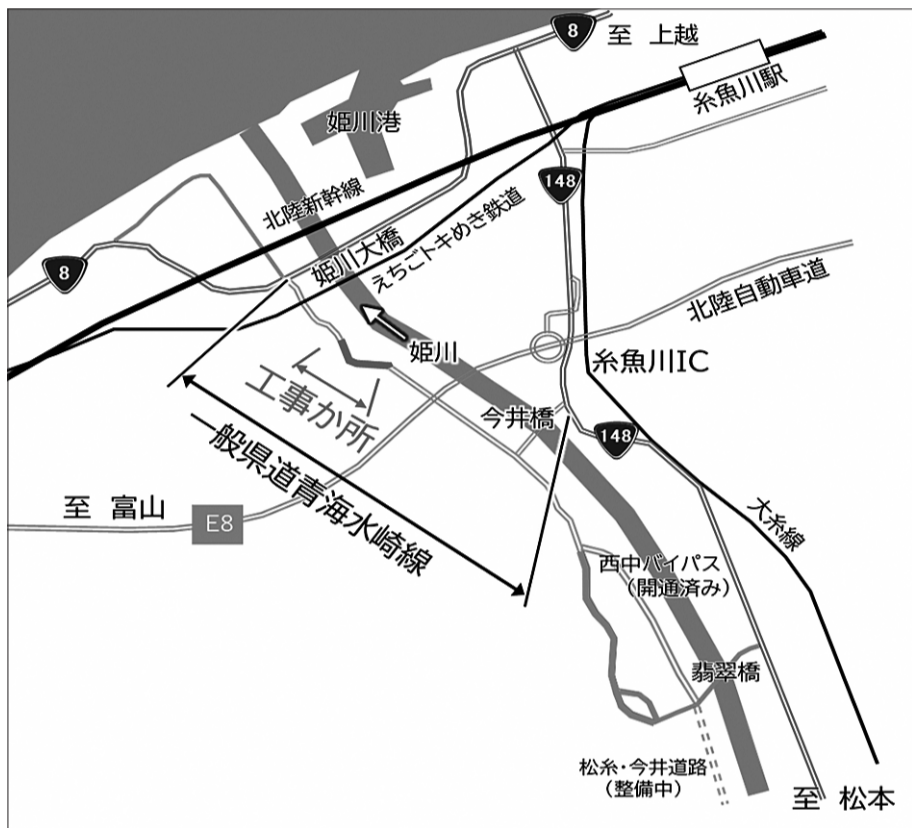 8
至 上越
糸魚川駅
姫川港
148
北陸新幹線
姫川大橋
えちごトキめき鉄道
8
北陸自動車道
姫川
糸魚川IC
工事か所
今井橋
148
一般県道青海水崎線
至 富山
E8
大糸線
西中バイパス
(開通済み)
翡翠橋
松糸・今井道路
(整備中)
至 松本